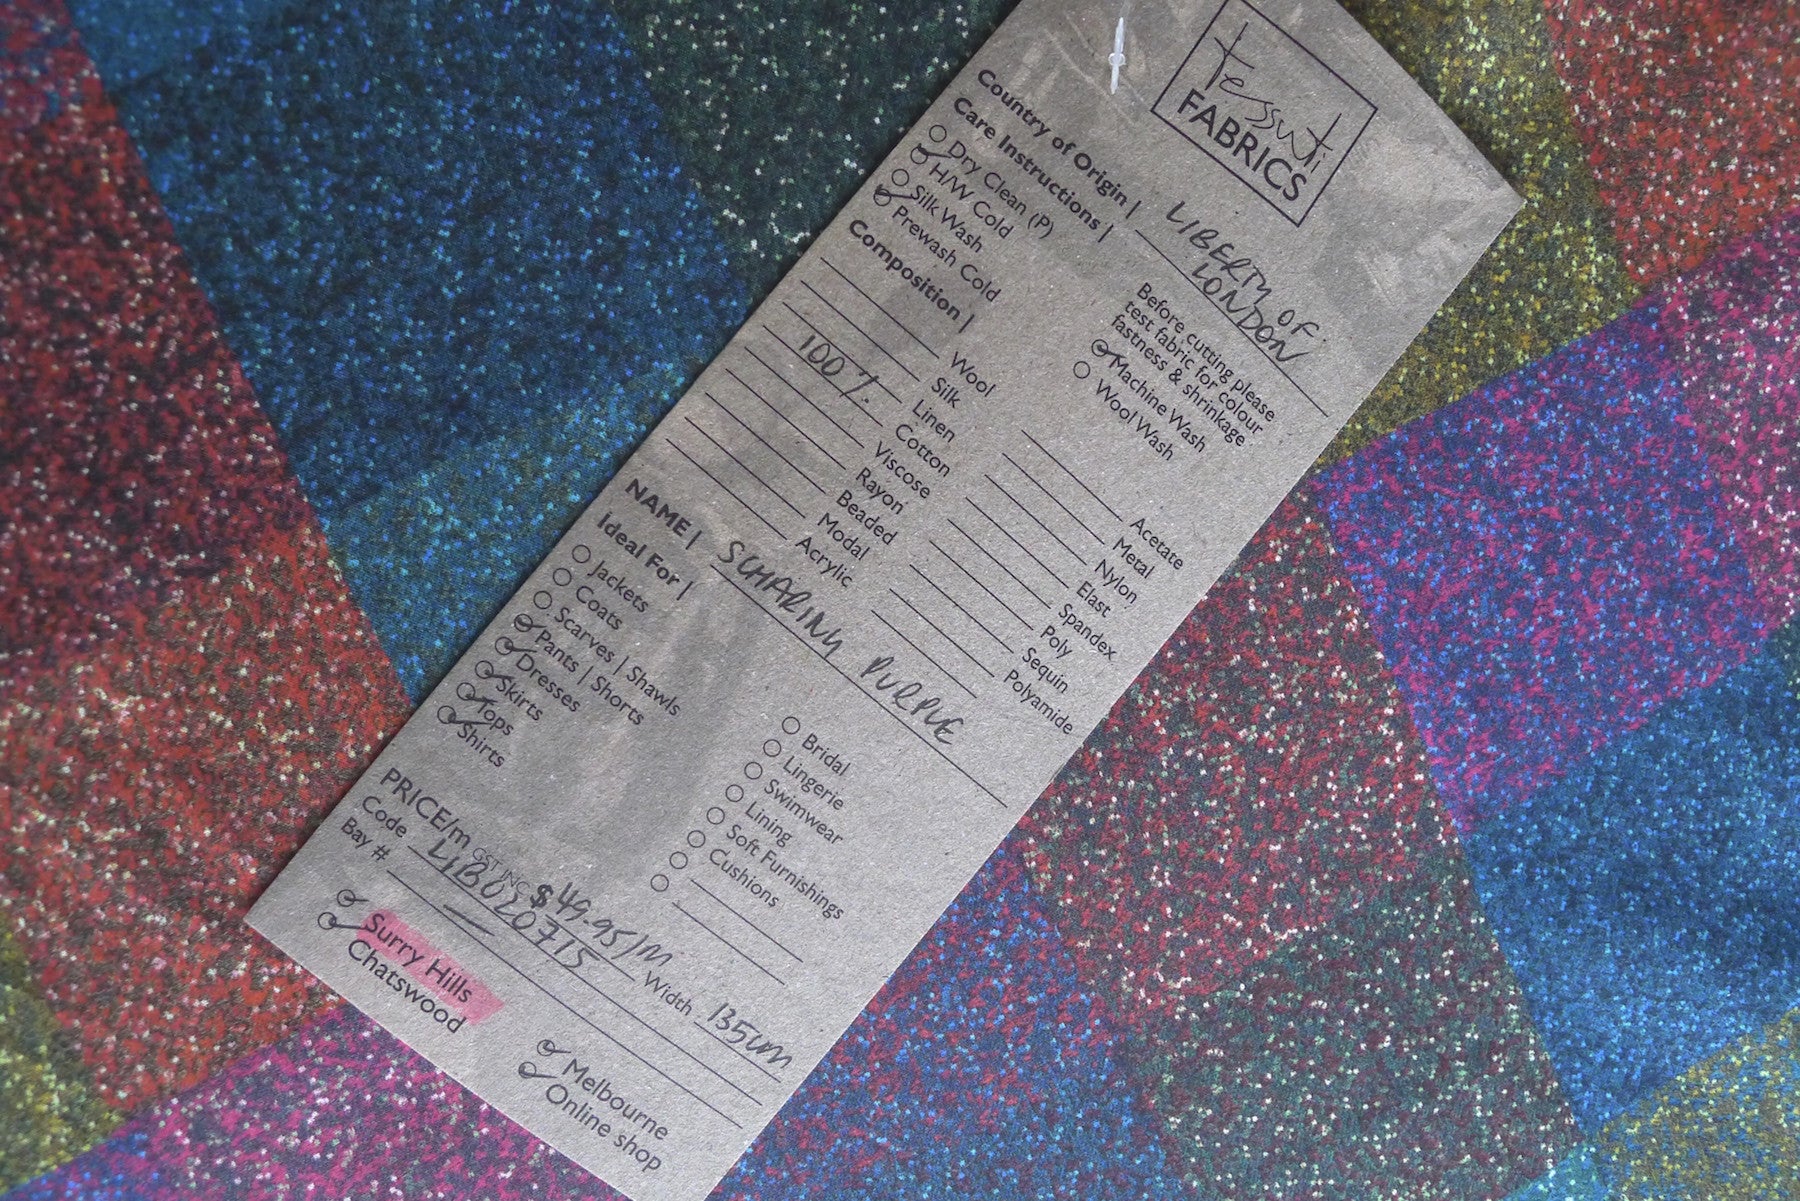 Tessuti
FABRICS
Country of Origin | LIBERTY OF
LONDON
Care Instructions |
Dry Clean (P)
H/W Cold
Silk Wash
Prewash Cold
Before cutting please
test fabric for colour
fastness & shrinkage
Machine Wash
Wool Wash
Composition |
Wool
Silk
Linen
100% Cotton
Viscose
Rayon
Beaded
Modal
Acrylic
Acetate
Metal
Nylon
Elast
Spandex
Poly
Sequin
Polyamide
NAME | SCHARING PURPLE
Ideal For |
Jackets
Coats
Scarves | Shawls
Pants | Shorts
Dresses
Skirts
Tops
Shirts
Bridal
Lingerie
Swimwear
Lining
Soft Furnishings
Cushions
PRICE/m GST INC $49.95/M
Code LIB020715 Width 135cm
Bay # —
Surry Hills
Chatswood
Melbourne
Online shop